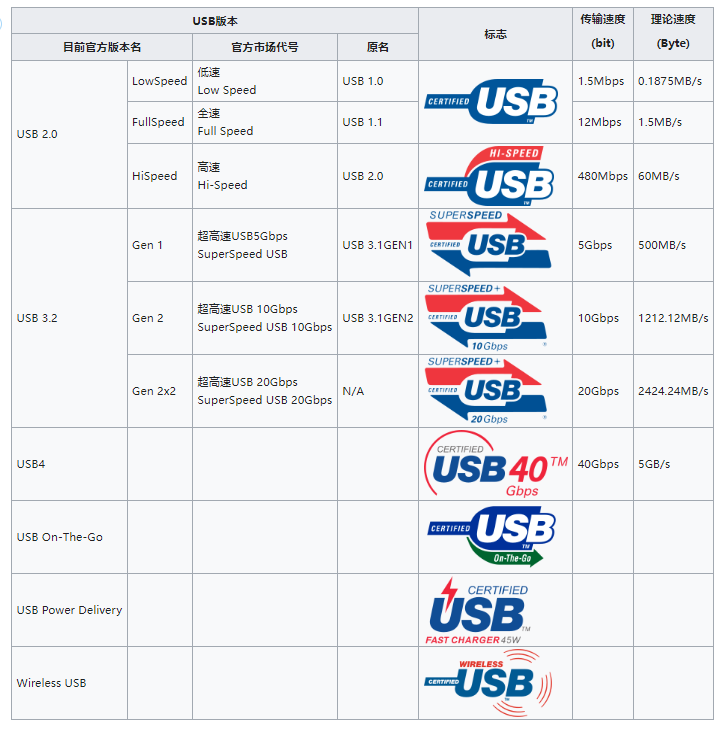 USB版本
标志
传输速度
(bit)
理论速度
(Byte)
目前官方版本名
官方市场代号
原名
USB 2.0
LowSpeed
低速
Low Speed
USB 1.0
CERTIFIED USB TM
1.5Mbps
0.1875MB/s
FullSpeed
全速
Full Speed
USB 1.1
12Mbps
1.5MB/s
HiSpeed
高速
Hi-Speed
USB 2.0
HI-SPEED
CERTIFIED USB TM
480Mbps
60MB/s
USB 3.2
Gen 1
超高速USB5Gbps
SuperSpeed USB
USB 3.1GEN1
SUPERSPEED
CERTIFIED USB
5Gbps
500MB/s
Gen 2
超高速USB 10Gbps
SuperSpeed USB 10Gbps
USB 3.1GEN2
SUPERSPEED+
CERTIFIED USB
10Gbps
10Gbps
1212.12MB/s
Gen 2x2
超高速USB 20Gbps
SuperSpeed USB 20Gbps
N/A
SUPERSPEED+
CERTIFIED USB
20Gbps
20Gbps
2424.24MB/s
USB4
CERTIFIED
USB 40 TM
Gbps
40Gbps
5GB/s
USB On-The-Go
CERTIFIED USB TM
On-The-Go
USB Power Delivery
CERTIFIED
USB TM
FAST CHARGER 45W
Wireless USB
WIRELESS
CERTIFIED USB TM